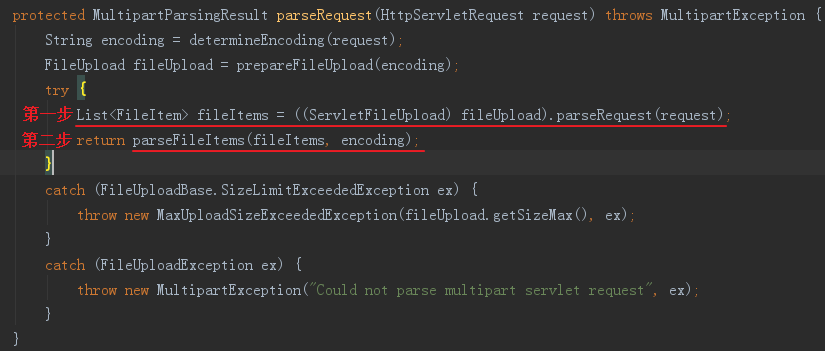 protected MultipartParsingResult parseRequest(HttpServletRequest request) throws MultipartException {
String encoding = determineEncoding(request);
FileUpload fileUpload = prepareFileUpload(encoding);
try {
第一步 List<FileItem> fileItems = ((ServletFileUpload) fileUpload).parseRequest(request);
第二步 return parseFileItems(fileItems, encoding);
}
catch (FileUploadBase.SizeLimitExceededException ex) {
throw new MaxUploadSizeExceededException(fileUpload.getSizeMax(), ex);
}
catch (FileUploadException ex) {
throw new MultipartException("Could not parse multipart servlet request", ex);
}
}